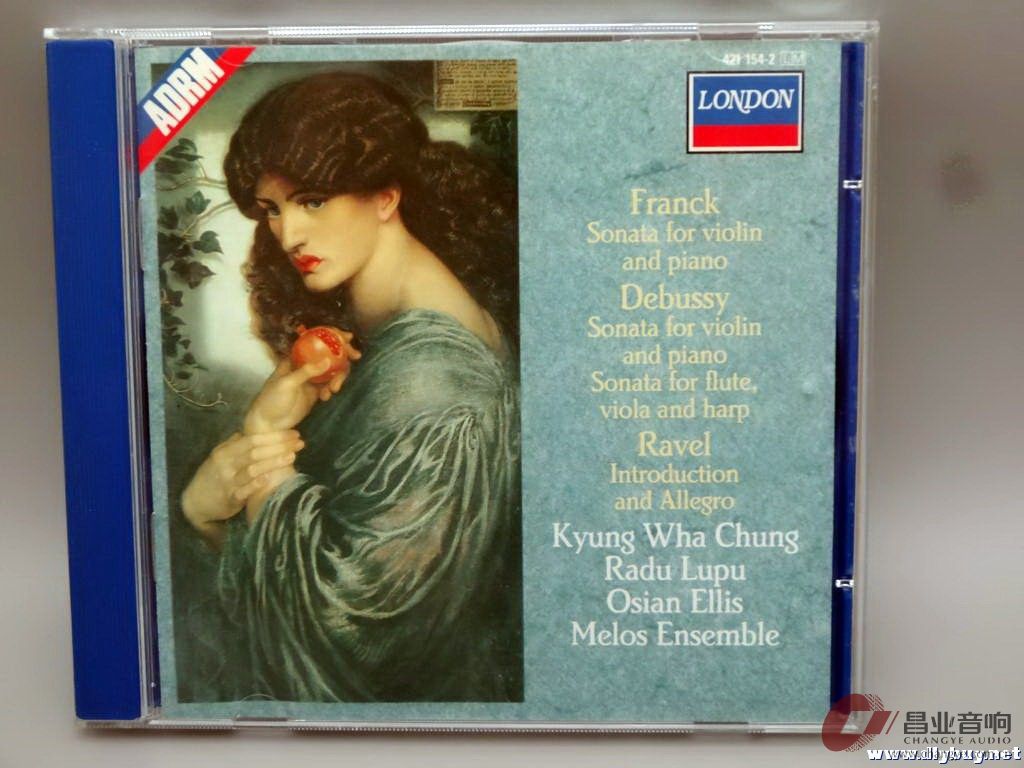 ADRM
421 154-2 LM
LONDON
Franck
Sonata for violin
and piano
Debussy
Sonata for violin
and piano
Sonata for flute,
viola and harp
Ravel
Introduction
and Allegro
Kyung Wha Chung
Radu Lupu
Osian Ellis
Melos Ensemble
昌业音响
CHANGYE AUDIO
www.dlybuy.net